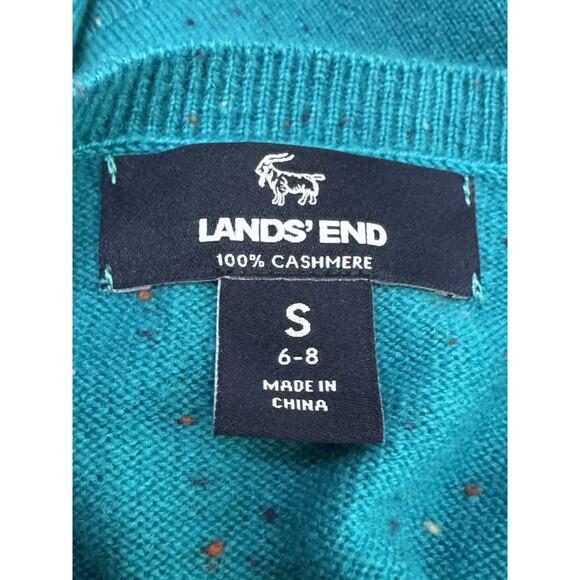 LANDS' END
100% CASHMERE
S
6-8
MADE IN
CHINA